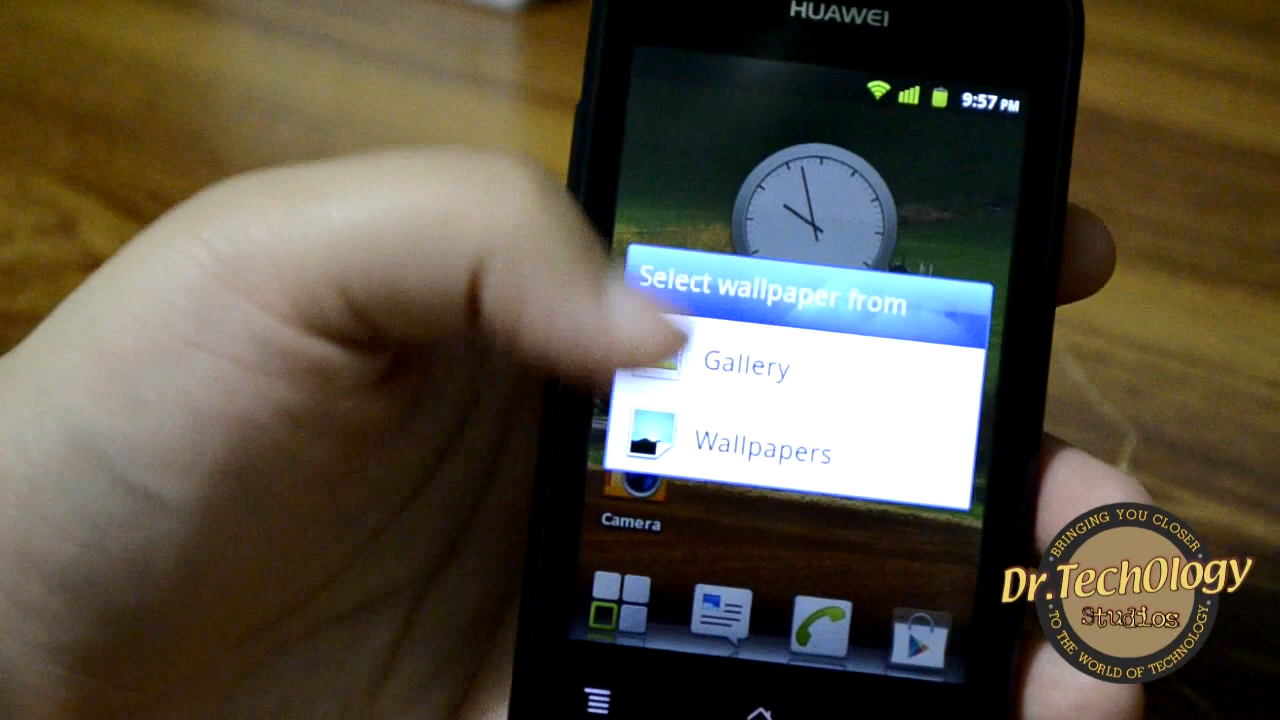 HUAWEI
9:57 PM
Select wallpaper from
Gallery
Wallpapers
Camera
BRINGING YOU CLOSER
Dr.TechOlogy
Studios
TO THE WORLD OF TECHNOLOGY